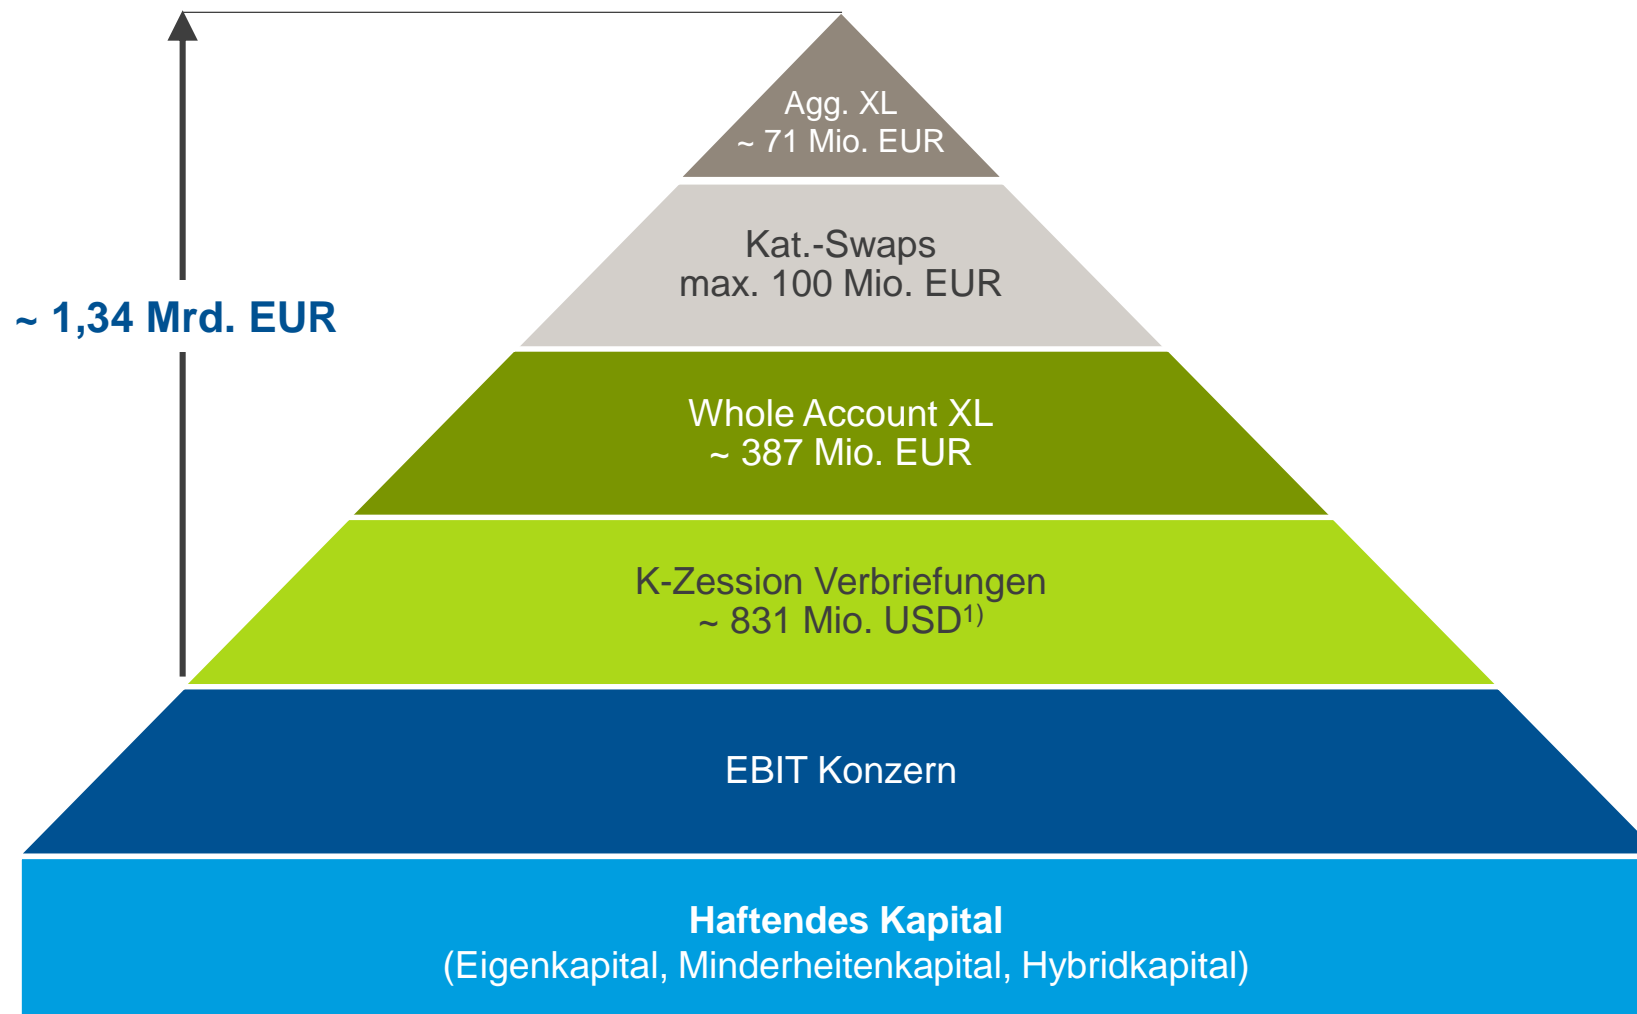 Agg. XL
~ 71 Mio. EUR
Kat.-Swaps
max. 100 Mio. EUR
~ 1,34 Mrd. EUR
Whole Account XL
~ 387 Mio. EUR
K-Zession Verbriefungen
~ 831 Mio. USD1)
EBIT Konzern
Haftendes Kapital
(Eigenkapital, Minderheitenkapital, Hybridkapital)